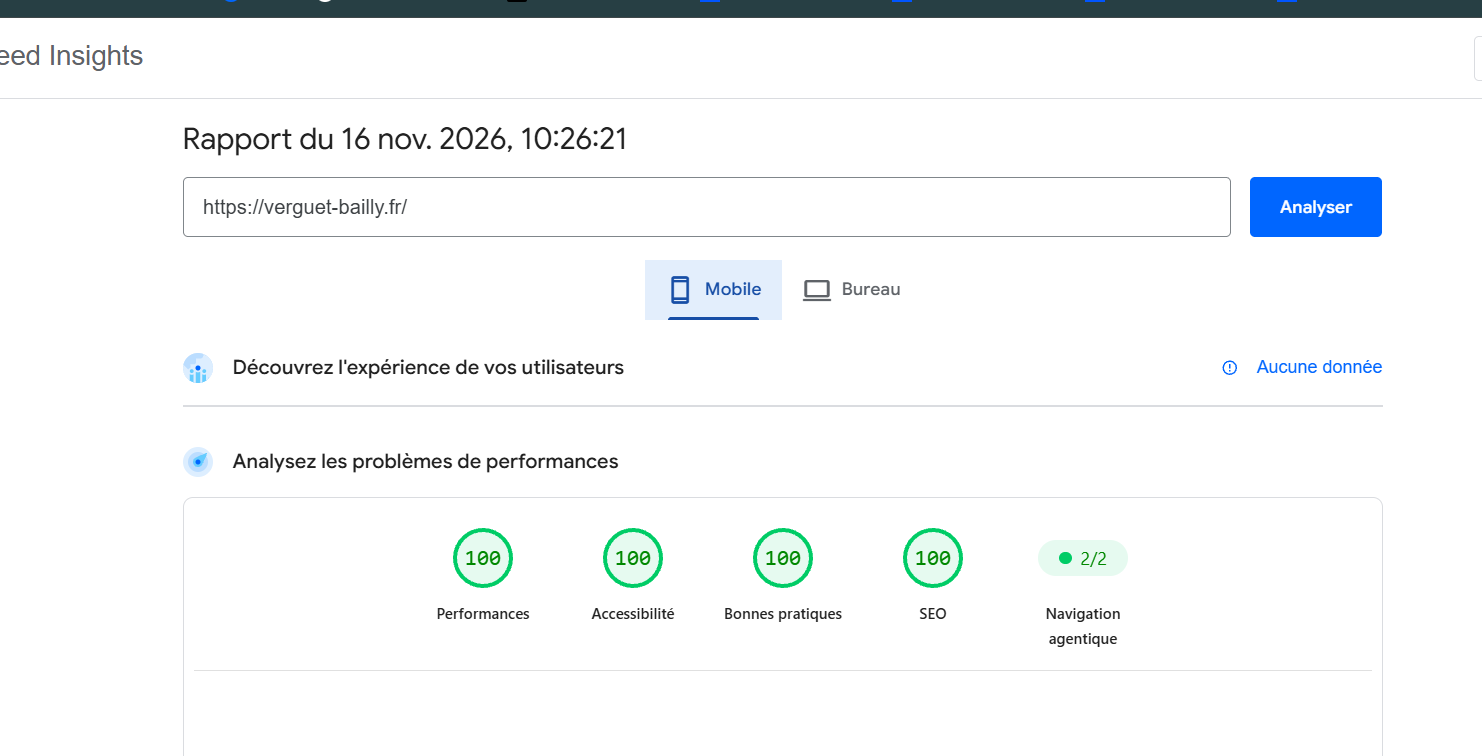 eed Insights
Rapport du 16 nov. 2026, 10:26:21
https://verguet-bailly.fr/
Analyser
Mobile
Bureau
Découvrez l'expérience de vos utilisateurs
Aucune donnée
Analysez les problèmes de performances
100
100
100
100
2/2
Performances
Accessibilité
Bonnes pratiques
SEO
Navigation
agentique